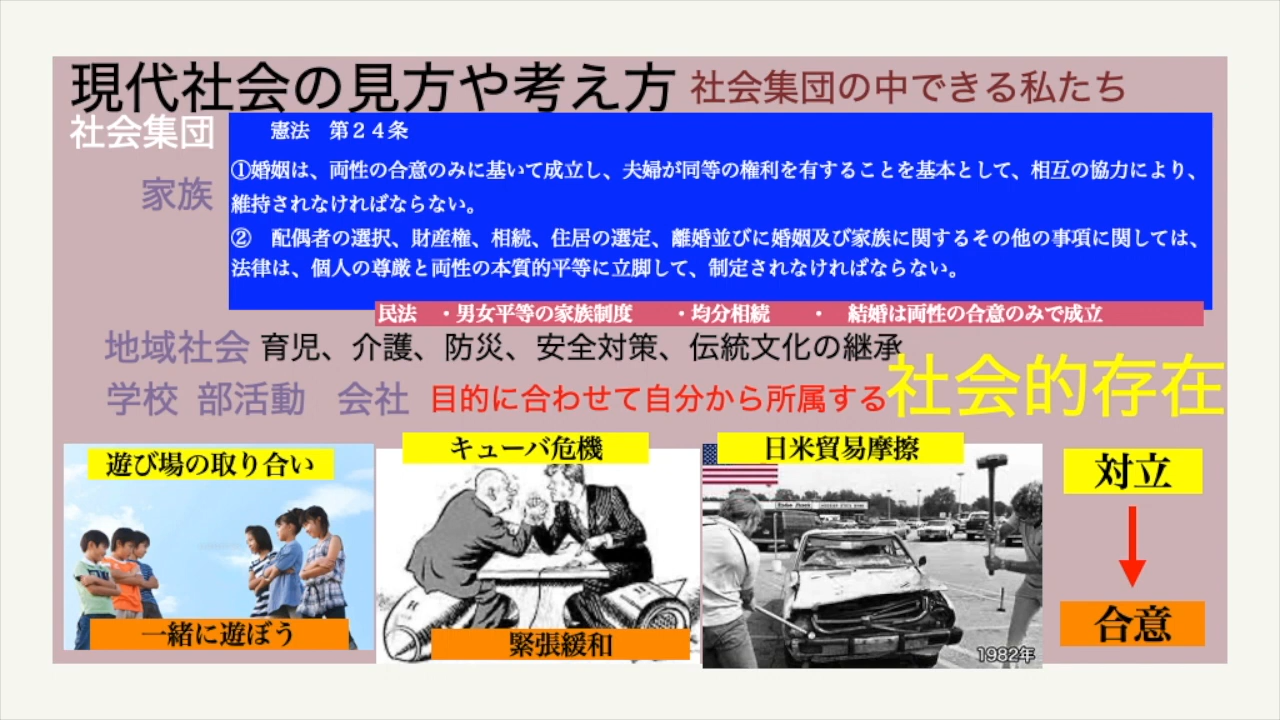 現代社会の見方や考え方 社会集団の中できる私たち
社会集団
憲法　第２４条
①婚姻は、両性の合意のみに基いて成立し、夫婦が同等の権利を有することを基本として、相互の協力により、
維持されなければならない。
②　配偶者の選択、財産権、相続、住居の選定、離婚並びに婚姻及び家族に関するその他の事項に関しては、
法律は、個人の尊厳と両性の本質的平等に立脚して、制定されなければならない。
家族
民法　・男女平等の家族制度　・均分相続　・　結婚は両性の合意のみで成立
地域社会 育児、介護、防災、安全対策、伝統文化の継承
学校 部活動　会社 目的に合わせて自分から所属する
社会的存在
遊び場の取り合い
一緒に遊ぼう
キューバ危機
緊張緩和
日米貿易摩擦
1982年
対立
合意